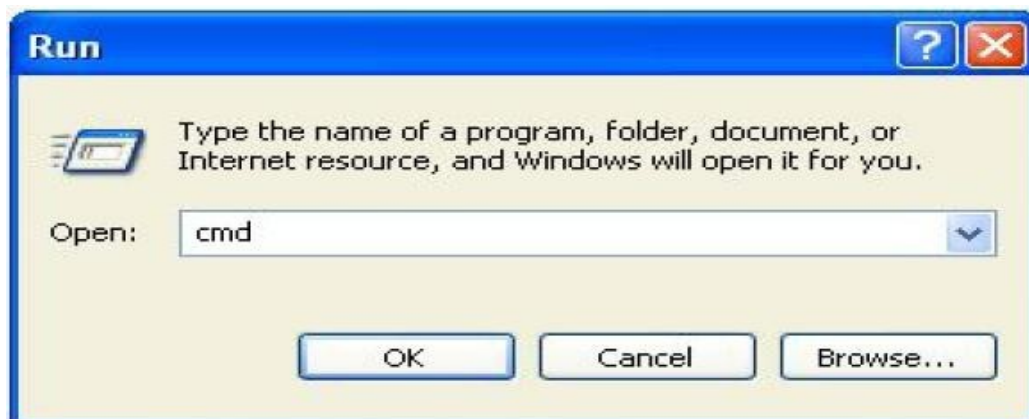 Run
Type the name of a program, folder, document, or
Internet resource, and Windows will open it for you.
Open: cmd
OK Cancel Browse...